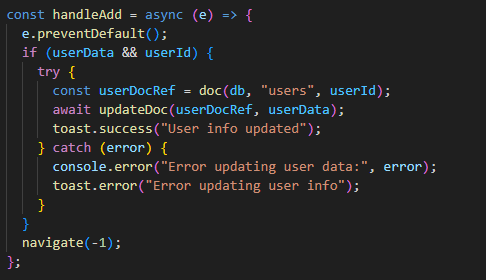 const handleAdd = async (e) => {
  e.preventDefault();
  if (userData && userId) {
    try {
      const userDocRef = doc(db, "users", userId);
      await updateDoc(userDocRef, userData);
      toast.success("User info updated");
    } catch (error) {
      console.error("Error updating user data:", error);
      toast.error("Error updating user info");
    }
  }
  navigate(-1);
};